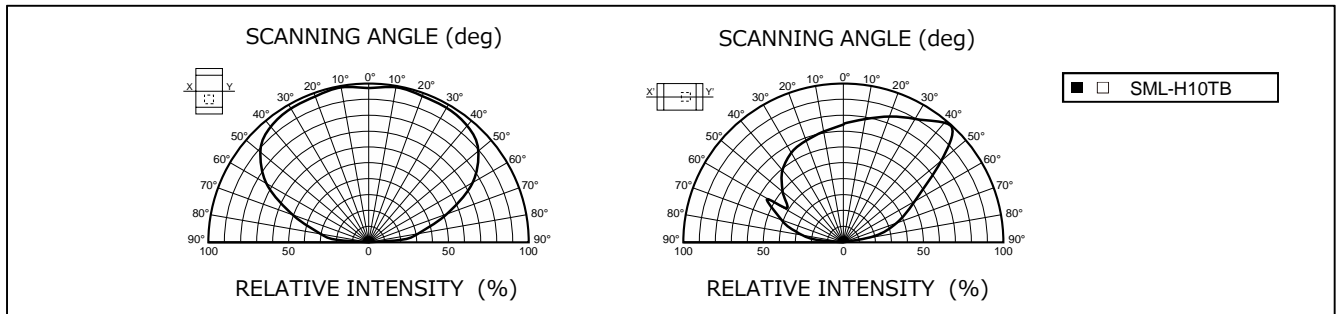 SCANNING ANGLE (deg)
X Y
0°
10° 10°
20° 20°
30° 30°
40° 40°
50° 50°
60° 60°
70° 70°
80° 80°
90° 90°
100 50 0 50 100
RELATIVE INTENSITY (%)
SCANNING ANGLE (deg)
X' Y'
0°
10° 10°
20° 20°
30° 30°
40° 40°
50° 50°
60° 60°
70° 70°
80° 80°
90° 90°
100 50 0 50 100
RELATIVE INTENSITY (%)
■ □ SML-H10TB